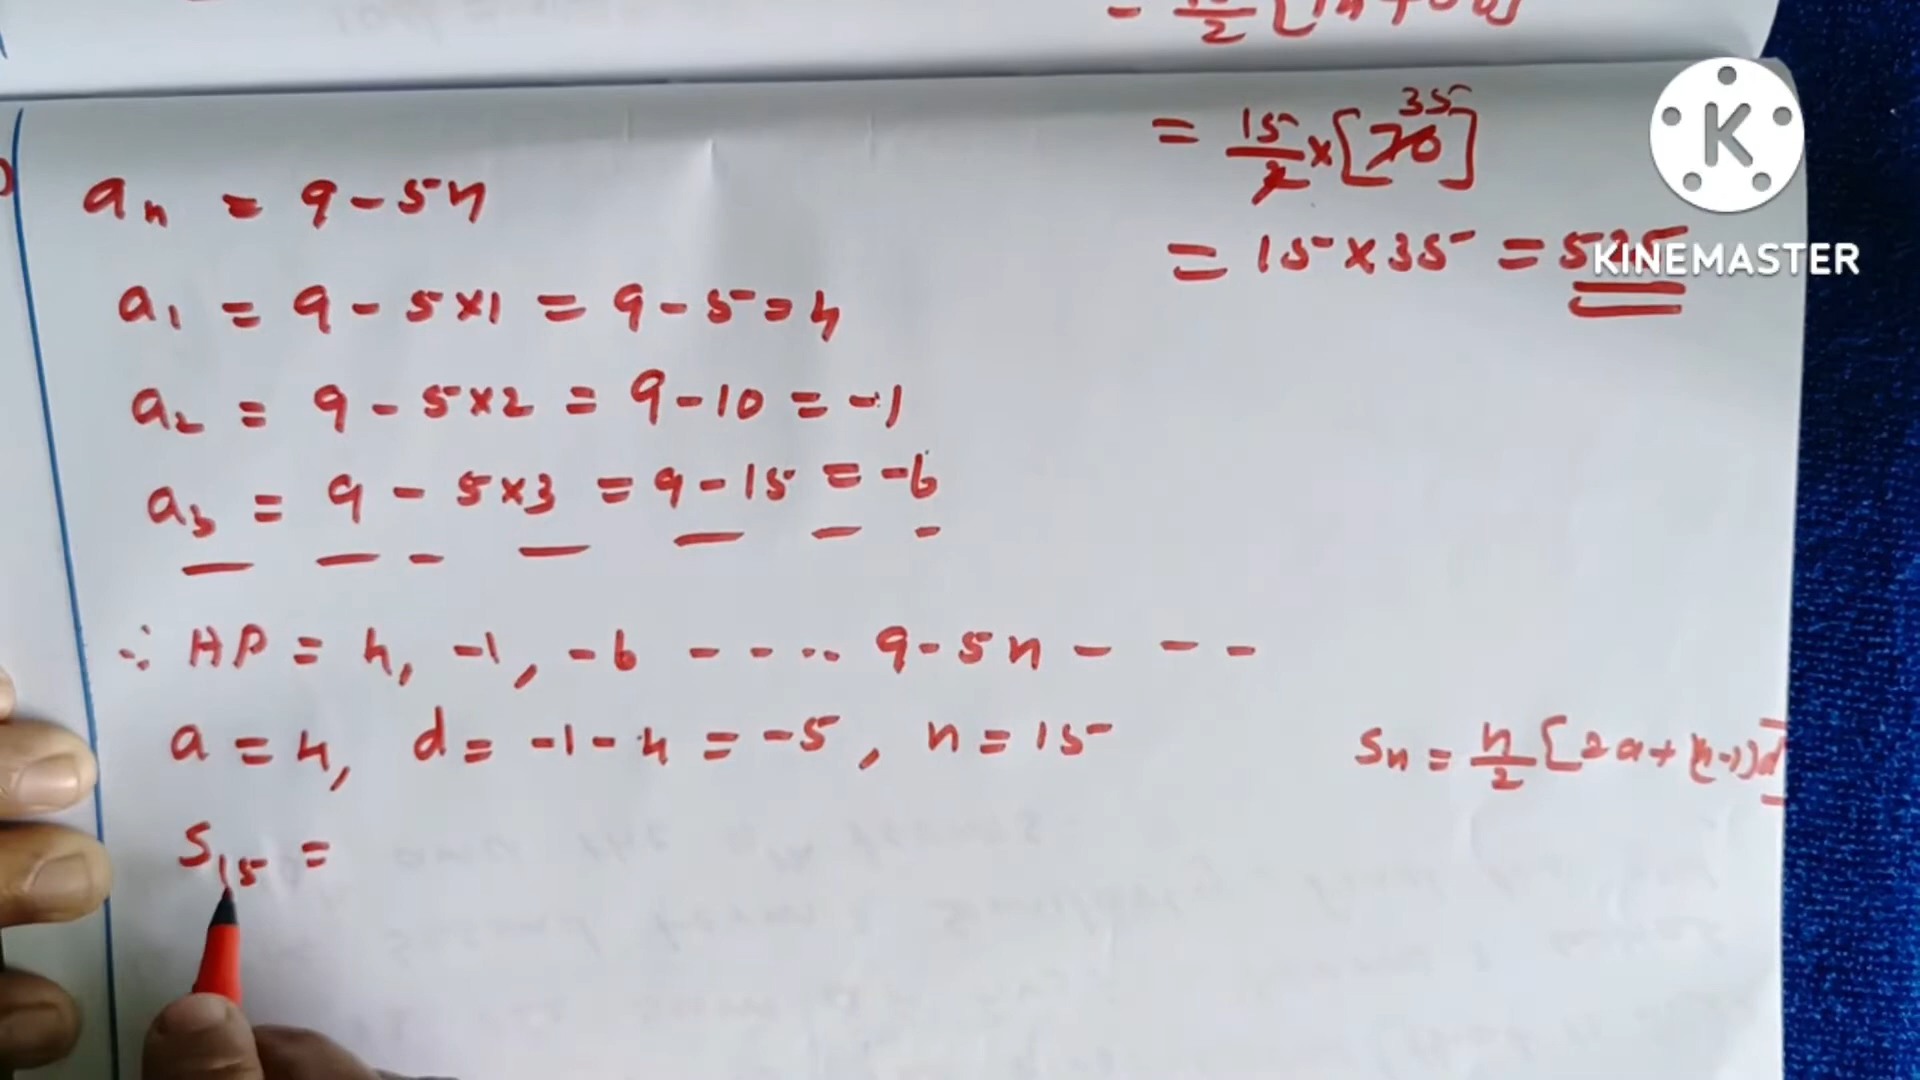 = 15/2 × [70] 35
= 15 × 35 = 525
K
KINEMASTER
an = 9 - 5n
a1 = 9 - 5×1 = 9 - 5 = 4
a2 = 9 - 5×2 = 9 - 10 = -1
a3 = 9 - 5×3 = 9 - 15 = -6
∴ AP = 4, -1, -6 - - - .. 9 - 5n - - -
a = 4, d = -1 - 4 = -5, n = 15
Sn = n/2 [2a + (n-1)d]
S15 =